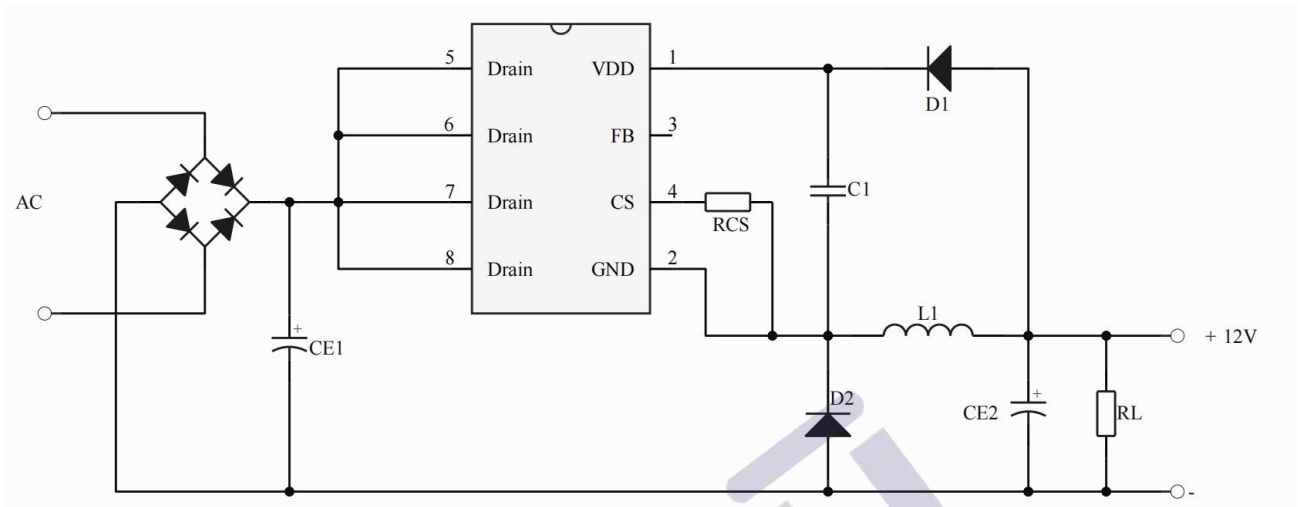 5 Drain VDD 1
D1
6 Drain FB 3
AC
7 Drain CS 4
C1
RCS
8 Drain GND 2
L1
+ 12V
+
CE1
D2
+
CE2
RL
-